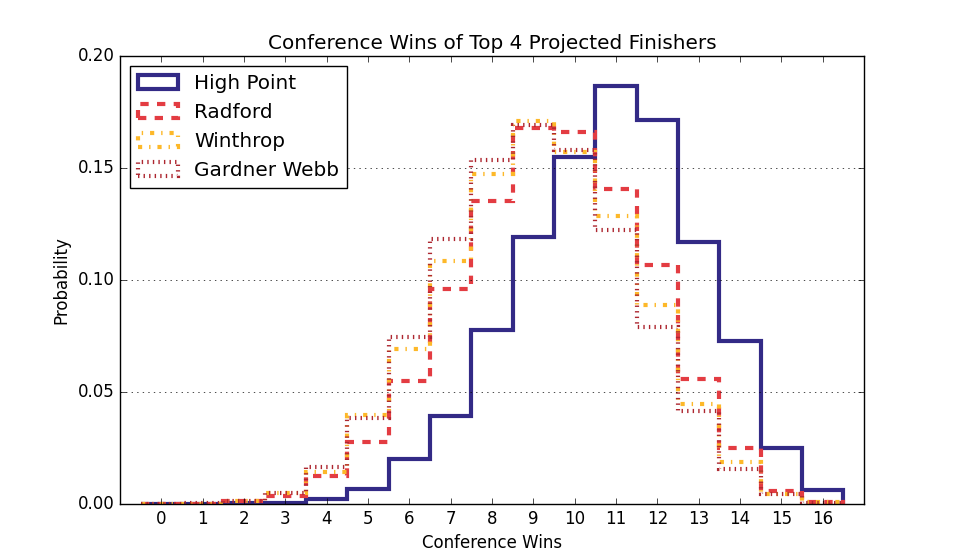 Conference Wins of Top 4 Projected Finishers
0.20
High Point
Radford
Winthrop
Gardner Webb
0.15
0.10
0.05
0.00
Probability
0 1 2 3 4 5 6 7 8 9 10 11 12 13 14 15 16
Conference Wins